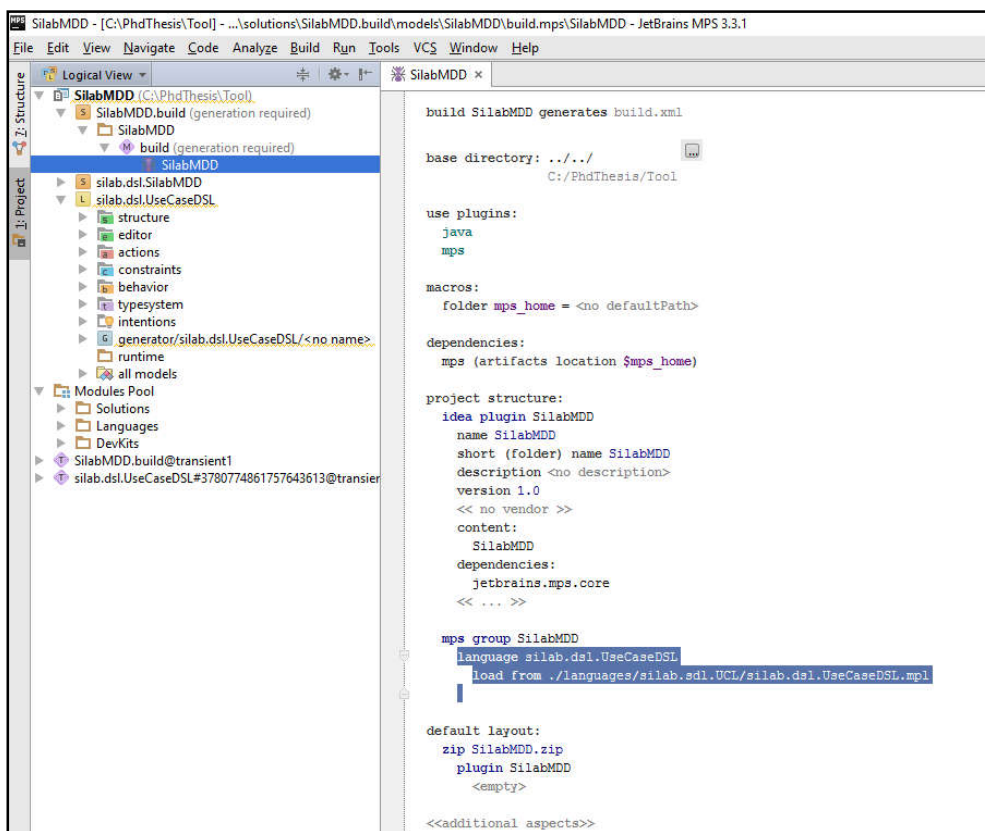 SilabMDD - [C:\PhdThesis\Tool] - ...\solutions\SilabMDD.build\models\SilabMDD\build.mps\SilabMDD - JetBrains MPS 3.3.1
File Edit View Navigate Code Analyze Build Run Tools VCS Window Help
Logical View
SilabMDD
7: Structure
1: Project
SilabMDD (C:\PhdThesis\Tool)
SilabMDD.build (generation required)
SilabMDD
build (generation required)
SilabMDD
silab.dsl.SilabMDD
silab.dsl.UseCaseDSL
structure
editor
actions
constraints
behavior
typesystem
intentions
generator/silab.dsl.UseCaseDSL/<no name>
runtime
all models
Modules Pool
Solutions
Languages
DevKits
SilabMDD.build@transient1
silab.dsl.UseCaseDSL#3780774861757643613@transier
build SilabMDD generates build.xml
base directory: ../../
...
C:/PhdThesis/Tool
use plugins:
java
mps
macros:
folder mps_home = <no defaultPath>
dependencies:
mps (artifacts location $mps_home)
project structure:
idea plugin SilabMDD
name SilabMDD
short (folder) name SilabMDD
description <no description>
version 1.0
<< no vendor >>
content:
SilabMDD
dependencies:
jetbrains.mps.core
<< ... >>
mps group SilabMDD
language silab.dsl.UseCaseDSL
load from ./languages/silab.sdl.UCL/silab.dsl.UseCaseDSL.mpl
default layout:
zip SilabMDD.zip
plugin SilabMDD
<empty>
<<additional aspects>>